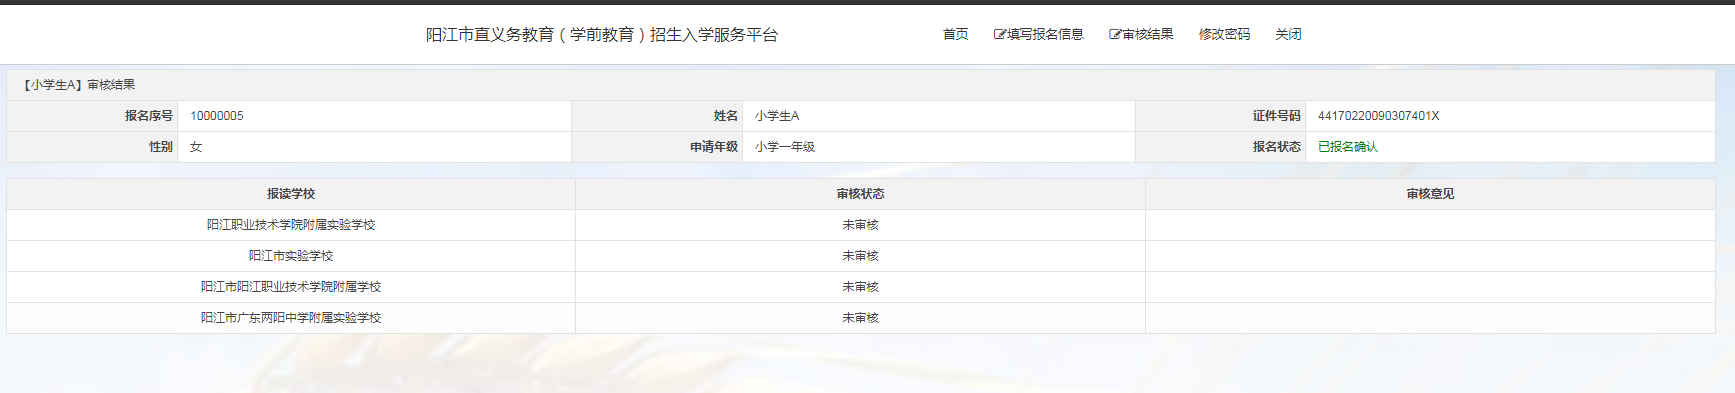 阳江市直义务教育（学前教育）招生入学服务平台 首页 填写报名信息 审核结果 修改密码 关闭
【小学生A】审核结果
报名序号 10000005 姓名 小学生A 证件号码 44170220090307401X
性别 女 申请年级 小学一年级 报名状态 已报名确认
报读学校 审核状态 审核意见
阳江职业技术学院附属实验学校 未审核
阳江市实验学校 未审核
阳江市阳江职业技术学院附属学校 未审核
阳江市广东两阳中学附属实验学校 未审核